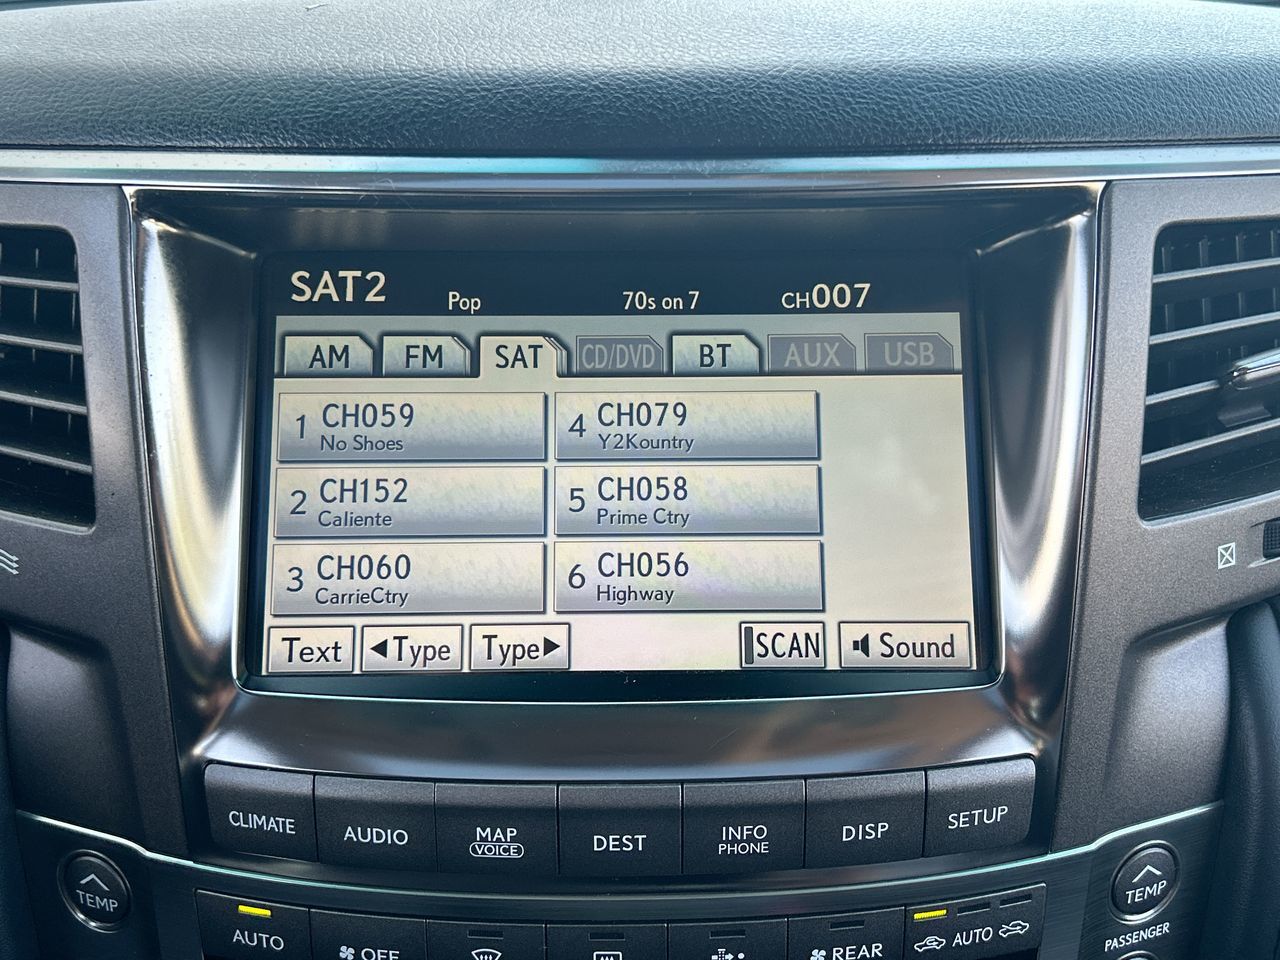 SAT2 Pop 70s on 7 CH007
AM FM SAT CD/DVD BT AUX USB
1 CH059
No Shoes
4 CH079
Y2Kountry
2 CH152
Caliente
5 CH058
Prime Ctry
3 CH060
CarrieCtry
6 CH056
Highway
Text ◀Type Type▶ SCAN Sound
CLIMATE
AUDIO
MAP
VOICE
DEST
INFO
PHONE
DISP
SETUP
TEMP
AUTO
OFF
REAR
AUTO
TEMP
PASSENGER